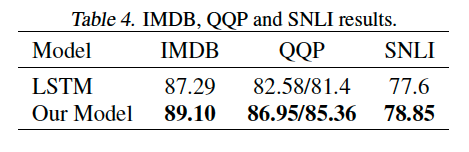 Table 4. IMDB, QQP and SNLI results.
Model IMDB QQP SNLI
LSTM 87.29 82.58/81.4 77.6
Our Model 89.10 86.95/85.36 78.85